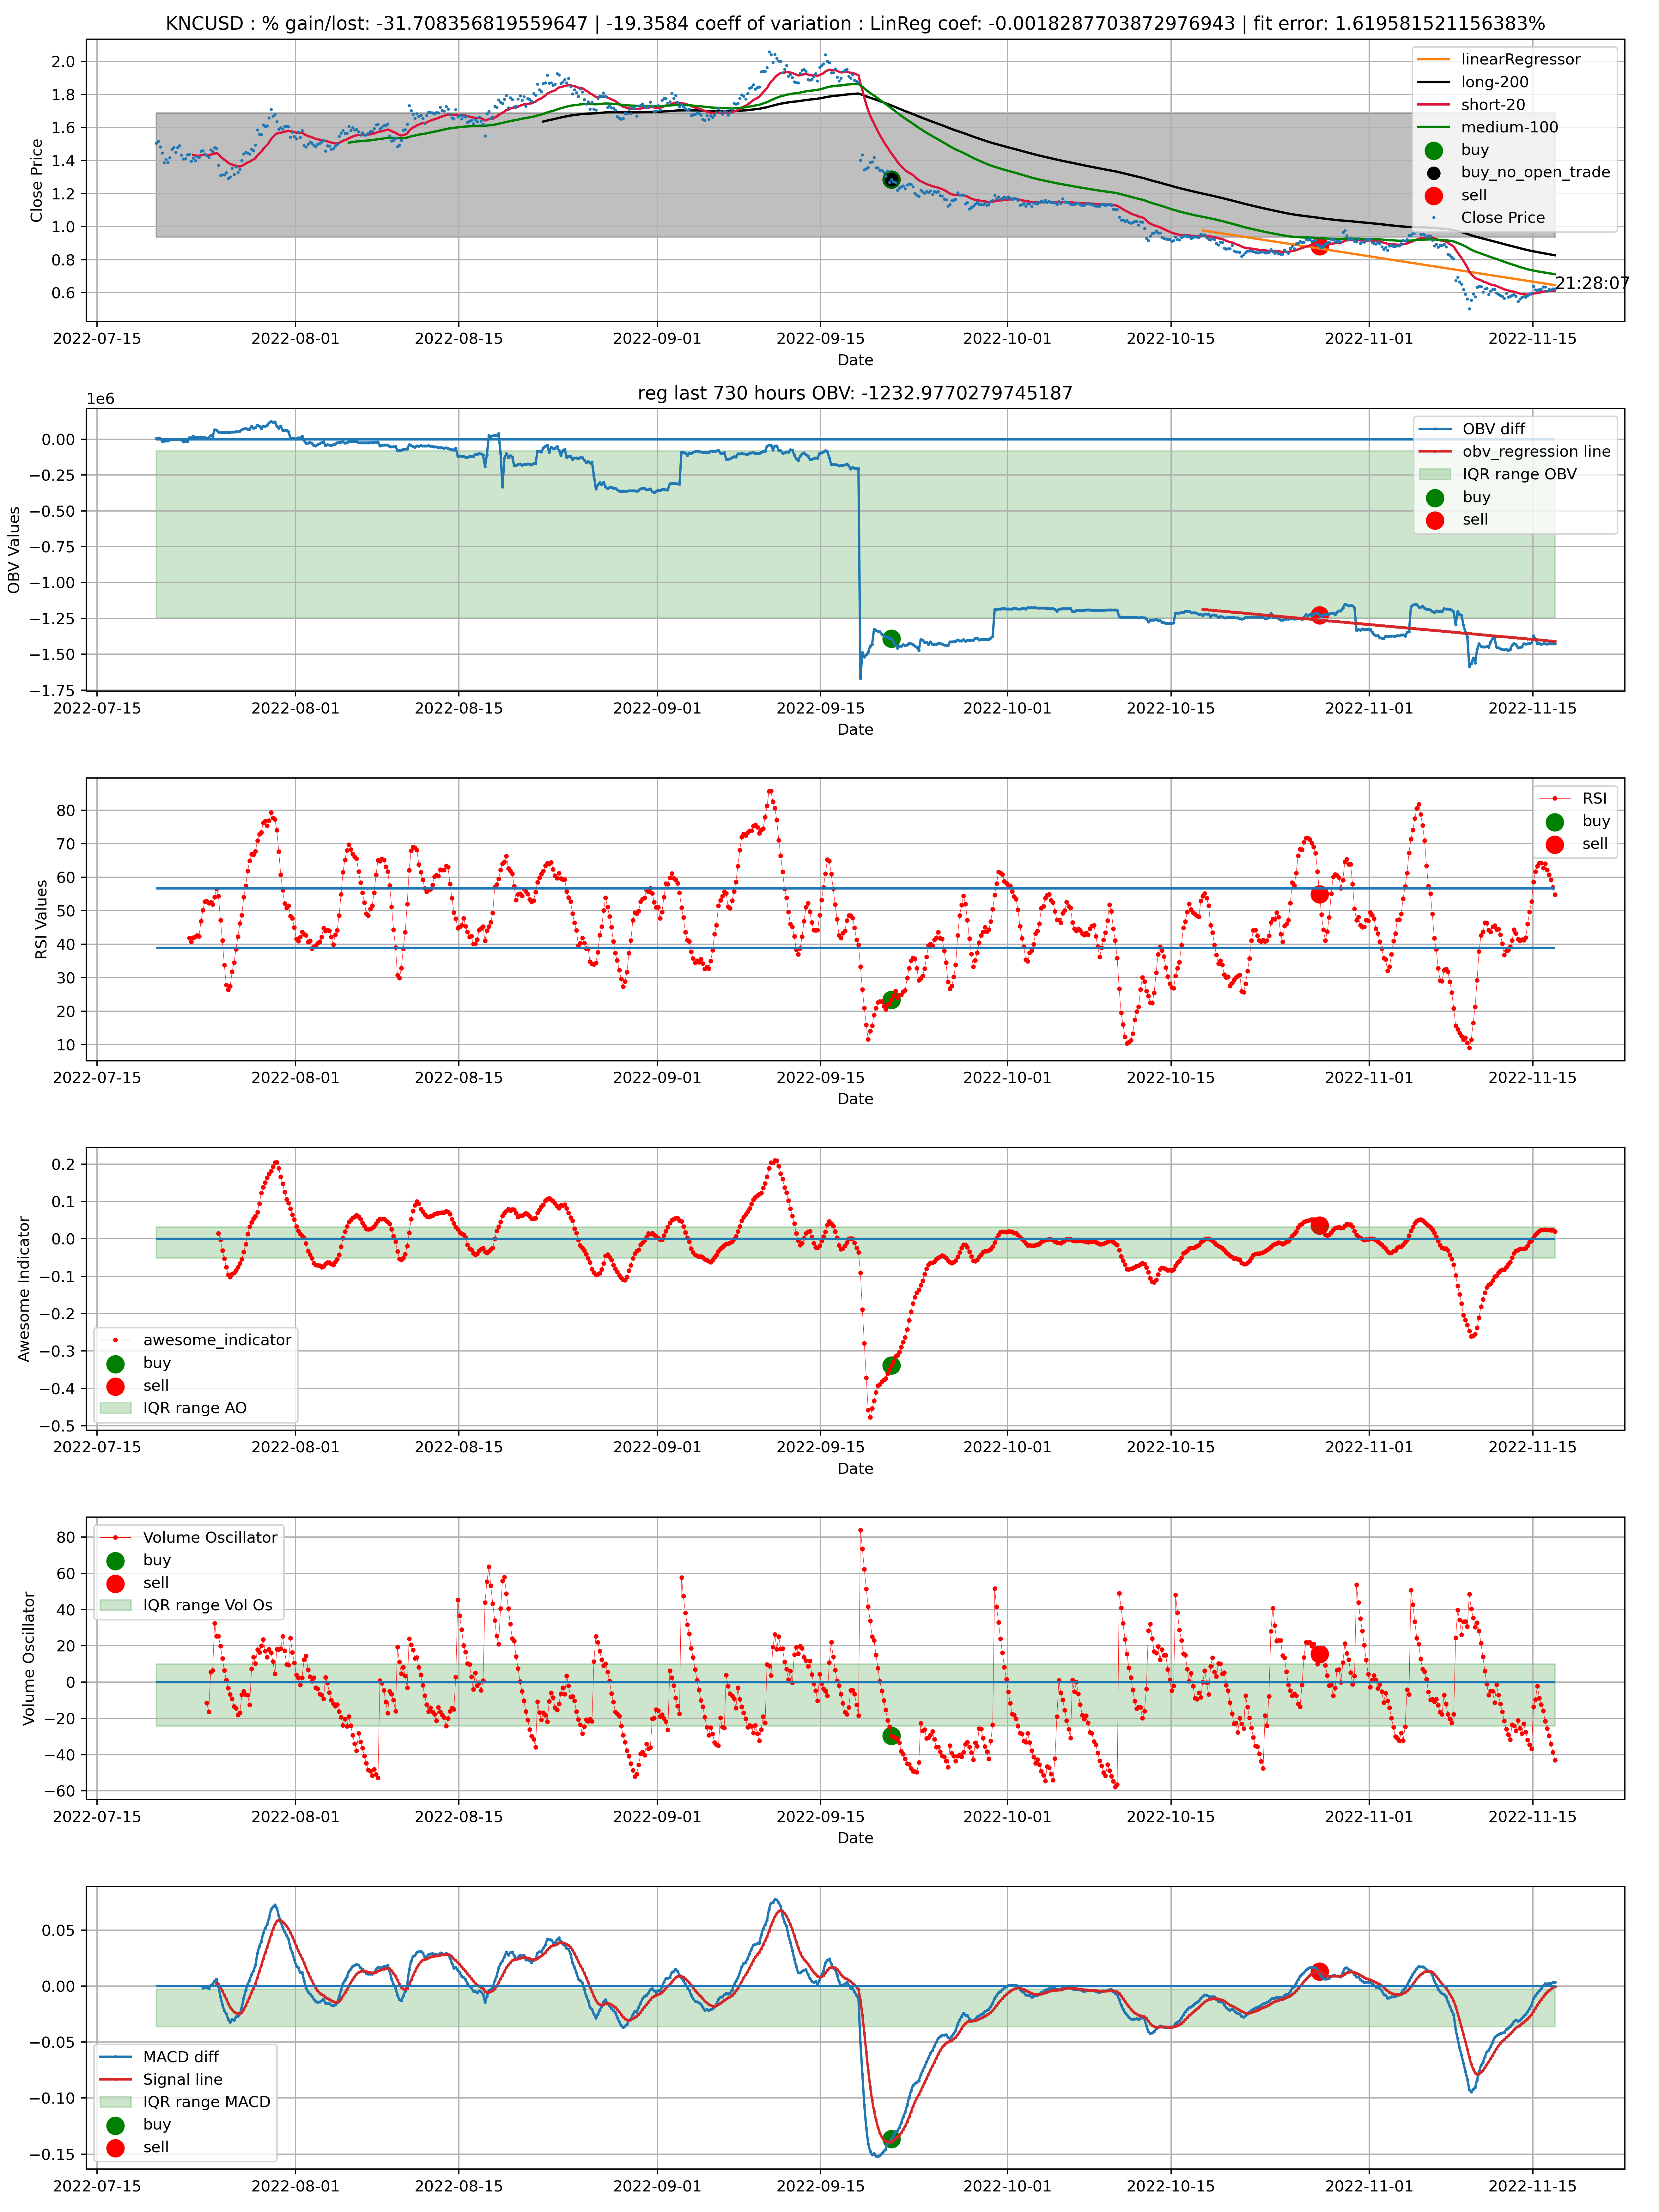 KNCUSD : % gain/lost: -31.708356819559647 | -19.3584 coeff of variation : LinReg coef: -0.0018287703872976943 | fit error: 1.619581521156383%
2.0
1.8
1.6
1.4
1.2
1.0
0.8
0.6
Close Price
linearRegressor
long-200
short-20
medium-100
buy
buy_no_open_trade
sell
Close Price
21:28:07
2022-07-15 2022-08-01 2022-08-15 2022-09-01 2022-09-15 2022-10-01 2022-10-15 2022-11-01 2022-11-15
Date
reg last 730 hours OBV: -1232.9770279745187
1e6
0.00
−0.25
−0.50
−0.75
−1.00
−1.25
−1.50
−1.75
OBV Values
OBV diff
obv_regression line
IQR range OBV
buy
sell
2022-07-15 2022-08-01 2022-08-15 2022-09-01 2022-09-15 2022-10-01 2022-10-15 2022-11-01 2022-11-15
Date
80
70
60
50
40
30
20
10
RSI Values
RSI
buy
sell
2022-07-15 2022-08-01 2022-08-15 2022-09-01 2022-09-15 2022-10-01 2022-10-15 2022-11-01 2022-11-15
Date
0.2
0.1
0.0
−0.1
−0.2
−0.3
−0.4
−0.5
Awesome Indicator
awesome_indicator
buy
sell
IQR range AO
2022-07-15 2022-08-01 2022-08-15 2022-09-01 2022-09-15 2022-10-01 2022-10-15 2022-11-01 2022-11-15
Date
80
60
40
20
0
−20
−40
−60
Volume Oscillator
Volume Oscillator
buy
sell
IQR range Vol Os
2022-07-15 2022-08-01 2022-08-15 2022-09-01 2022-09-15 2022-10-01 2022-10-15 2022-11-01 2022-11-15
Date
0.05
0.00
−0.05
−0.10
−0.15
MACD diff
Signal line
IQR range MACD
buy
sell
2022-07-15 2022-08-01 2022-08-15 2022-09-01 2022-09-15 2022-10-01 2022-10-15 2022-11-01 2022-11-15